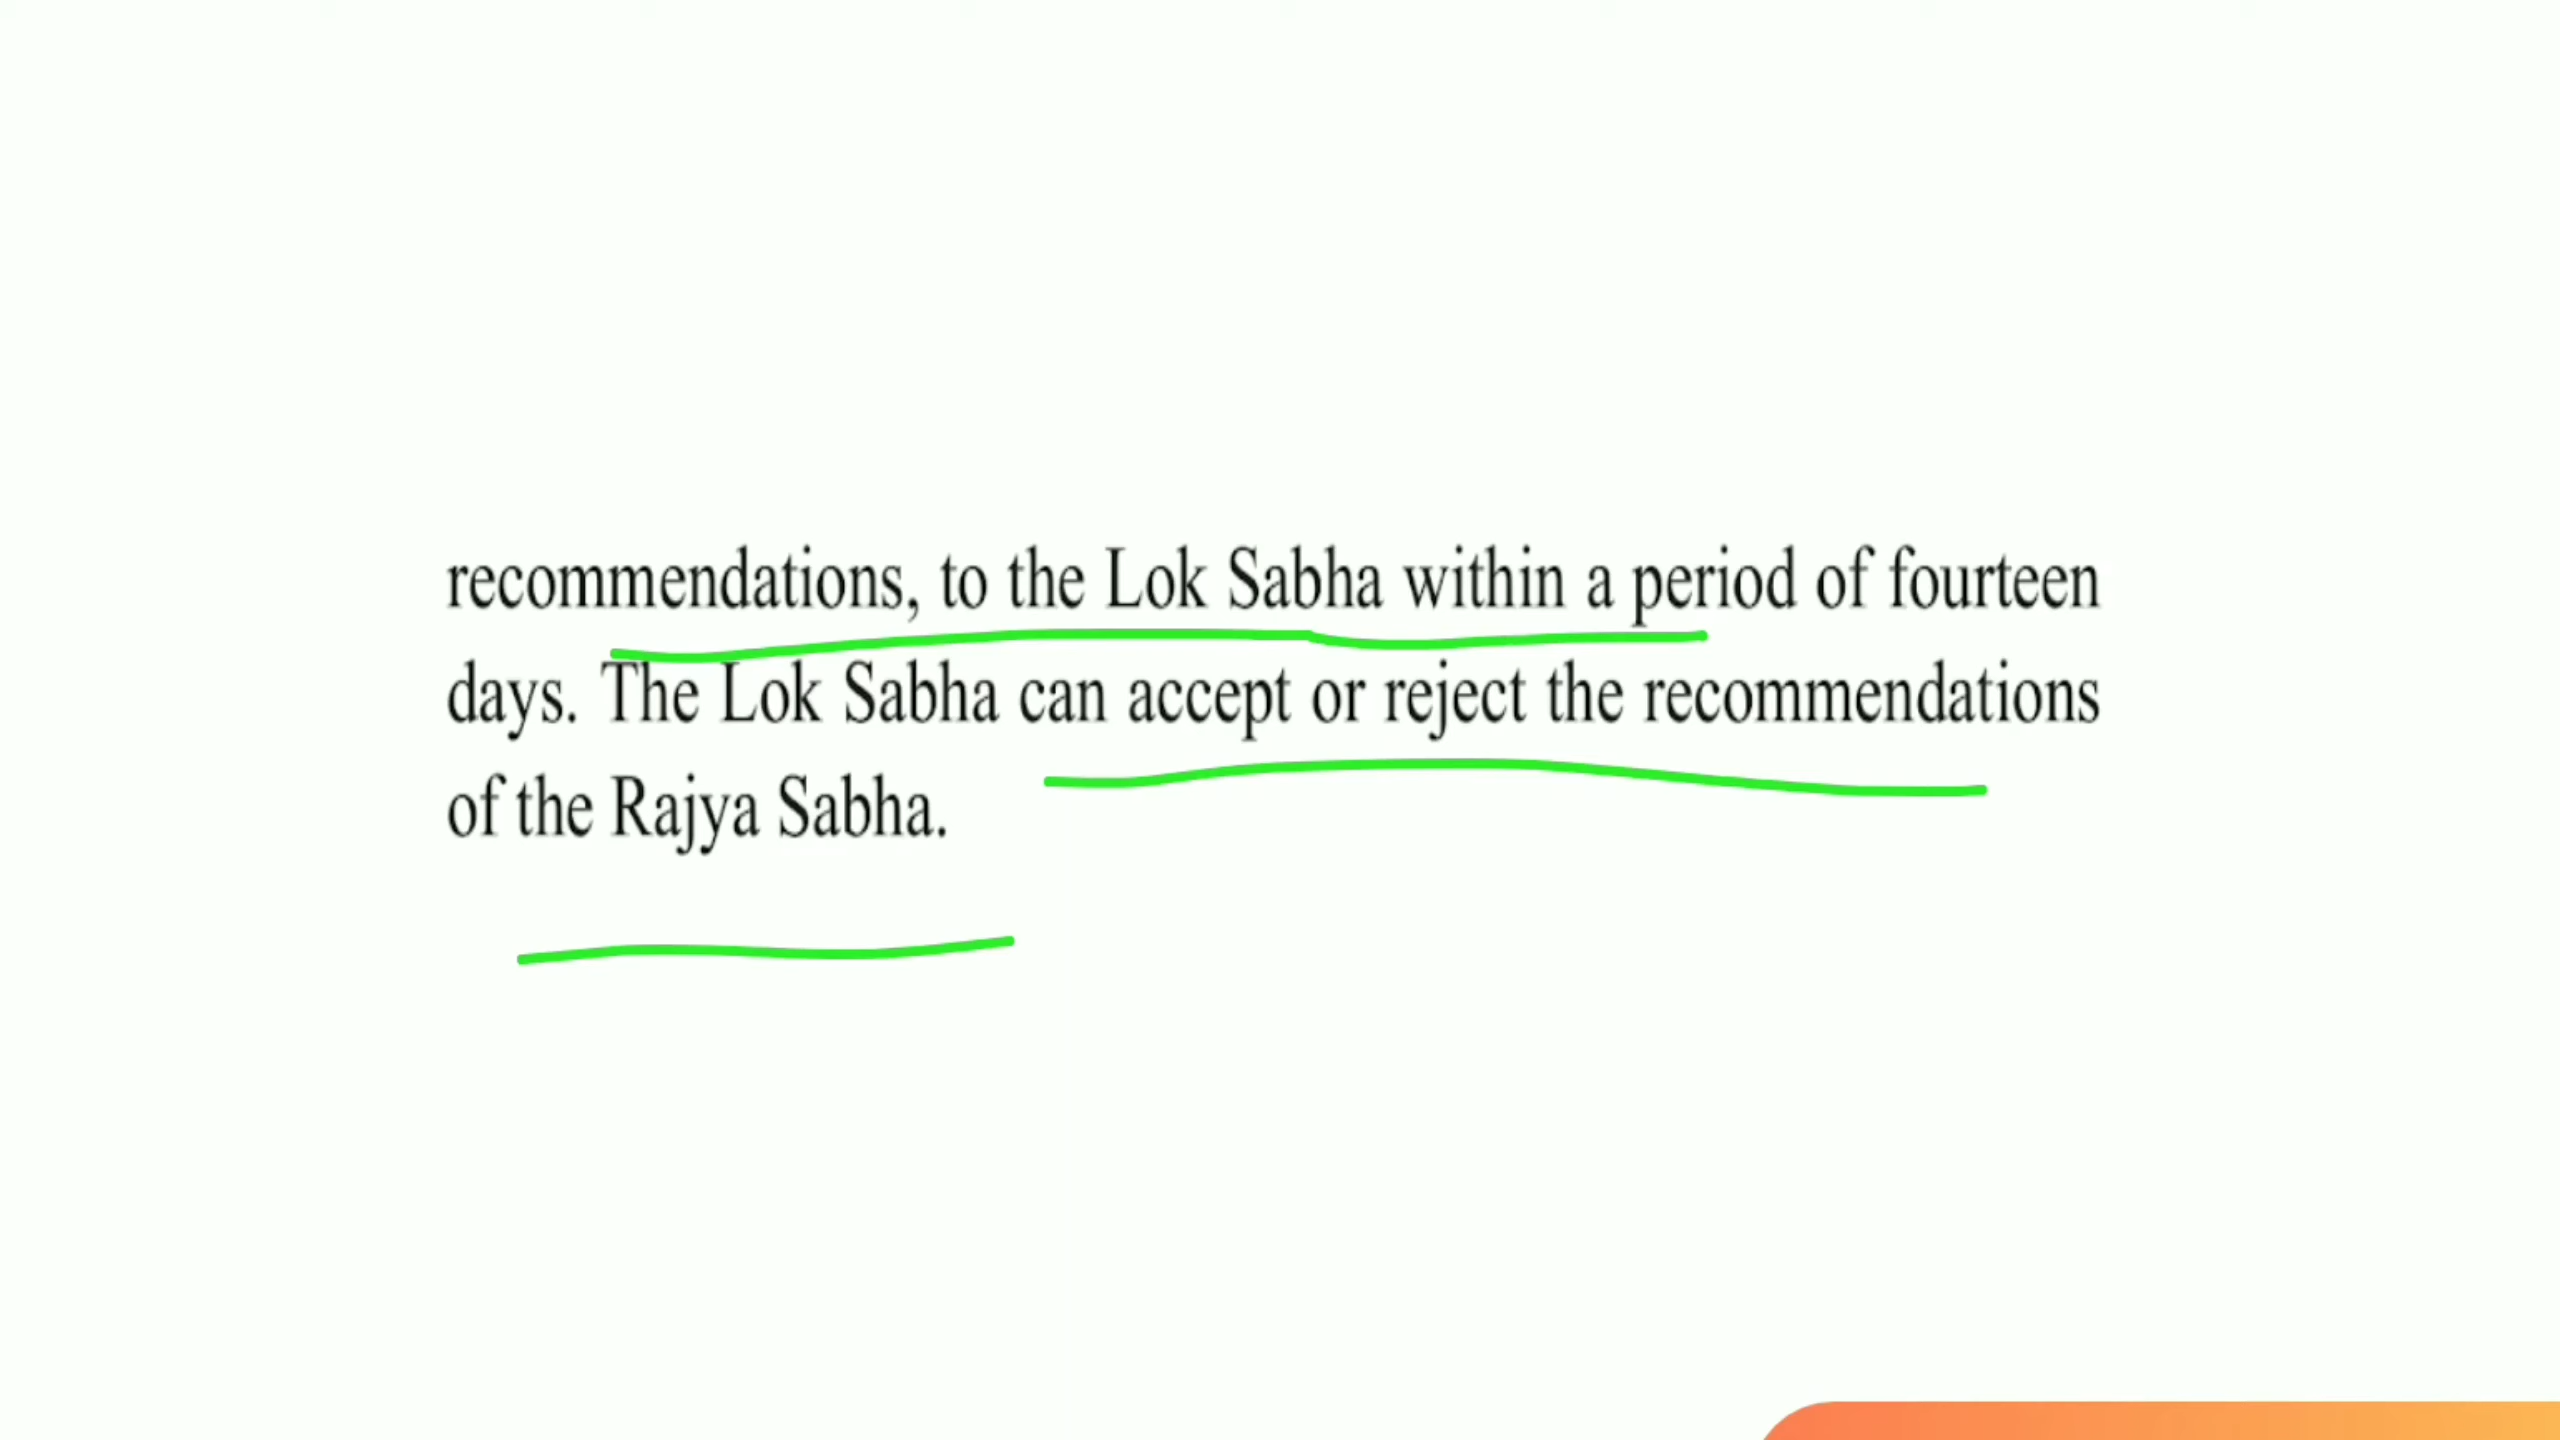 recommendations, to the Lok Sabha within a period of fourteen
days. The Lok Sabha can accept or reject the recommendations
of the Rajya Sabha.